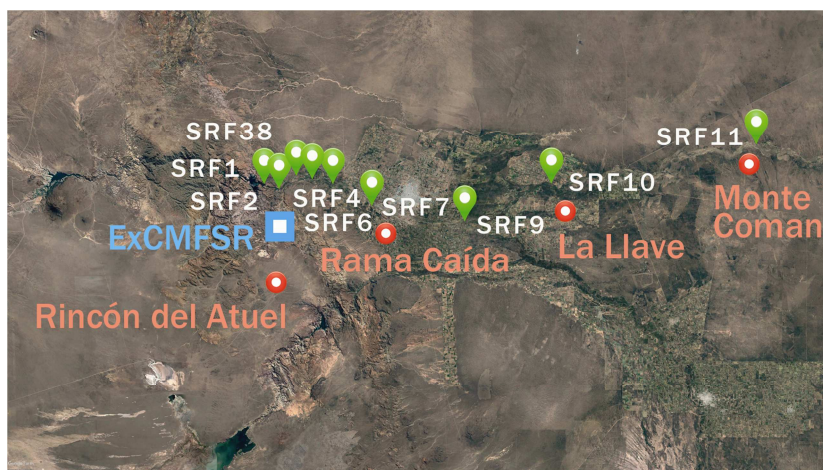 SRF38
SRF11
SRF1
SRF10
SRF2
SRF4
SRF7
SRF6
SRF9
Monte
Coman
ExCMFSR
Rama Caída
La Llave
Rincón del Atuel